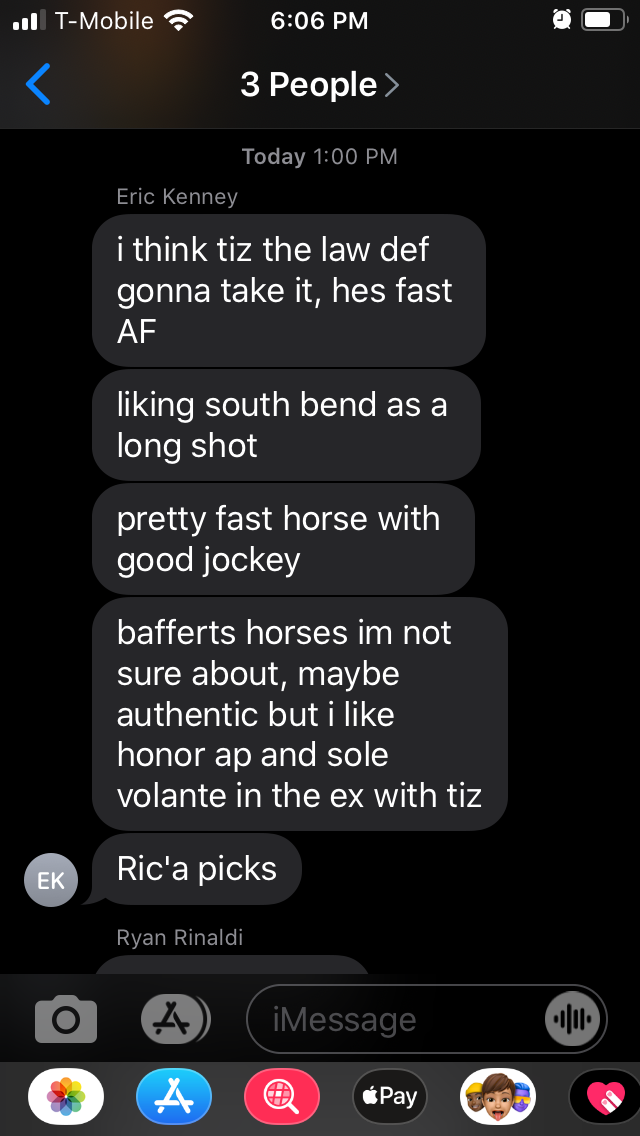 T-Mobile 6:06 PM
3 People
Today 1:00 PM
Eric Kenney
i think tiz the law def
gonna take it, hes fast
AF
liking south bend as a
long shot
pretty fast horse with
good jockey
bafferts horses im not
sure about, maybe
authentic but i like
honor ap and sole
volante in the ex with tiz
EK
Ric'a picks
Ryan Rinaldi
iMessage
Pay